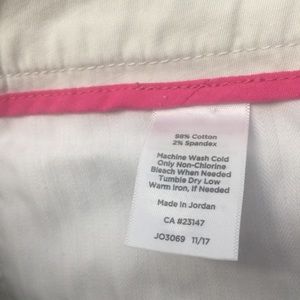 98% Cotton
2% Spandex
Machine Wash Cold
Only Non-Chlorine
Bleach When Needed
Tumble Dry Low
Warm Iron, If Needed
Made in Jordan
CA #23147
JO3069 11/17